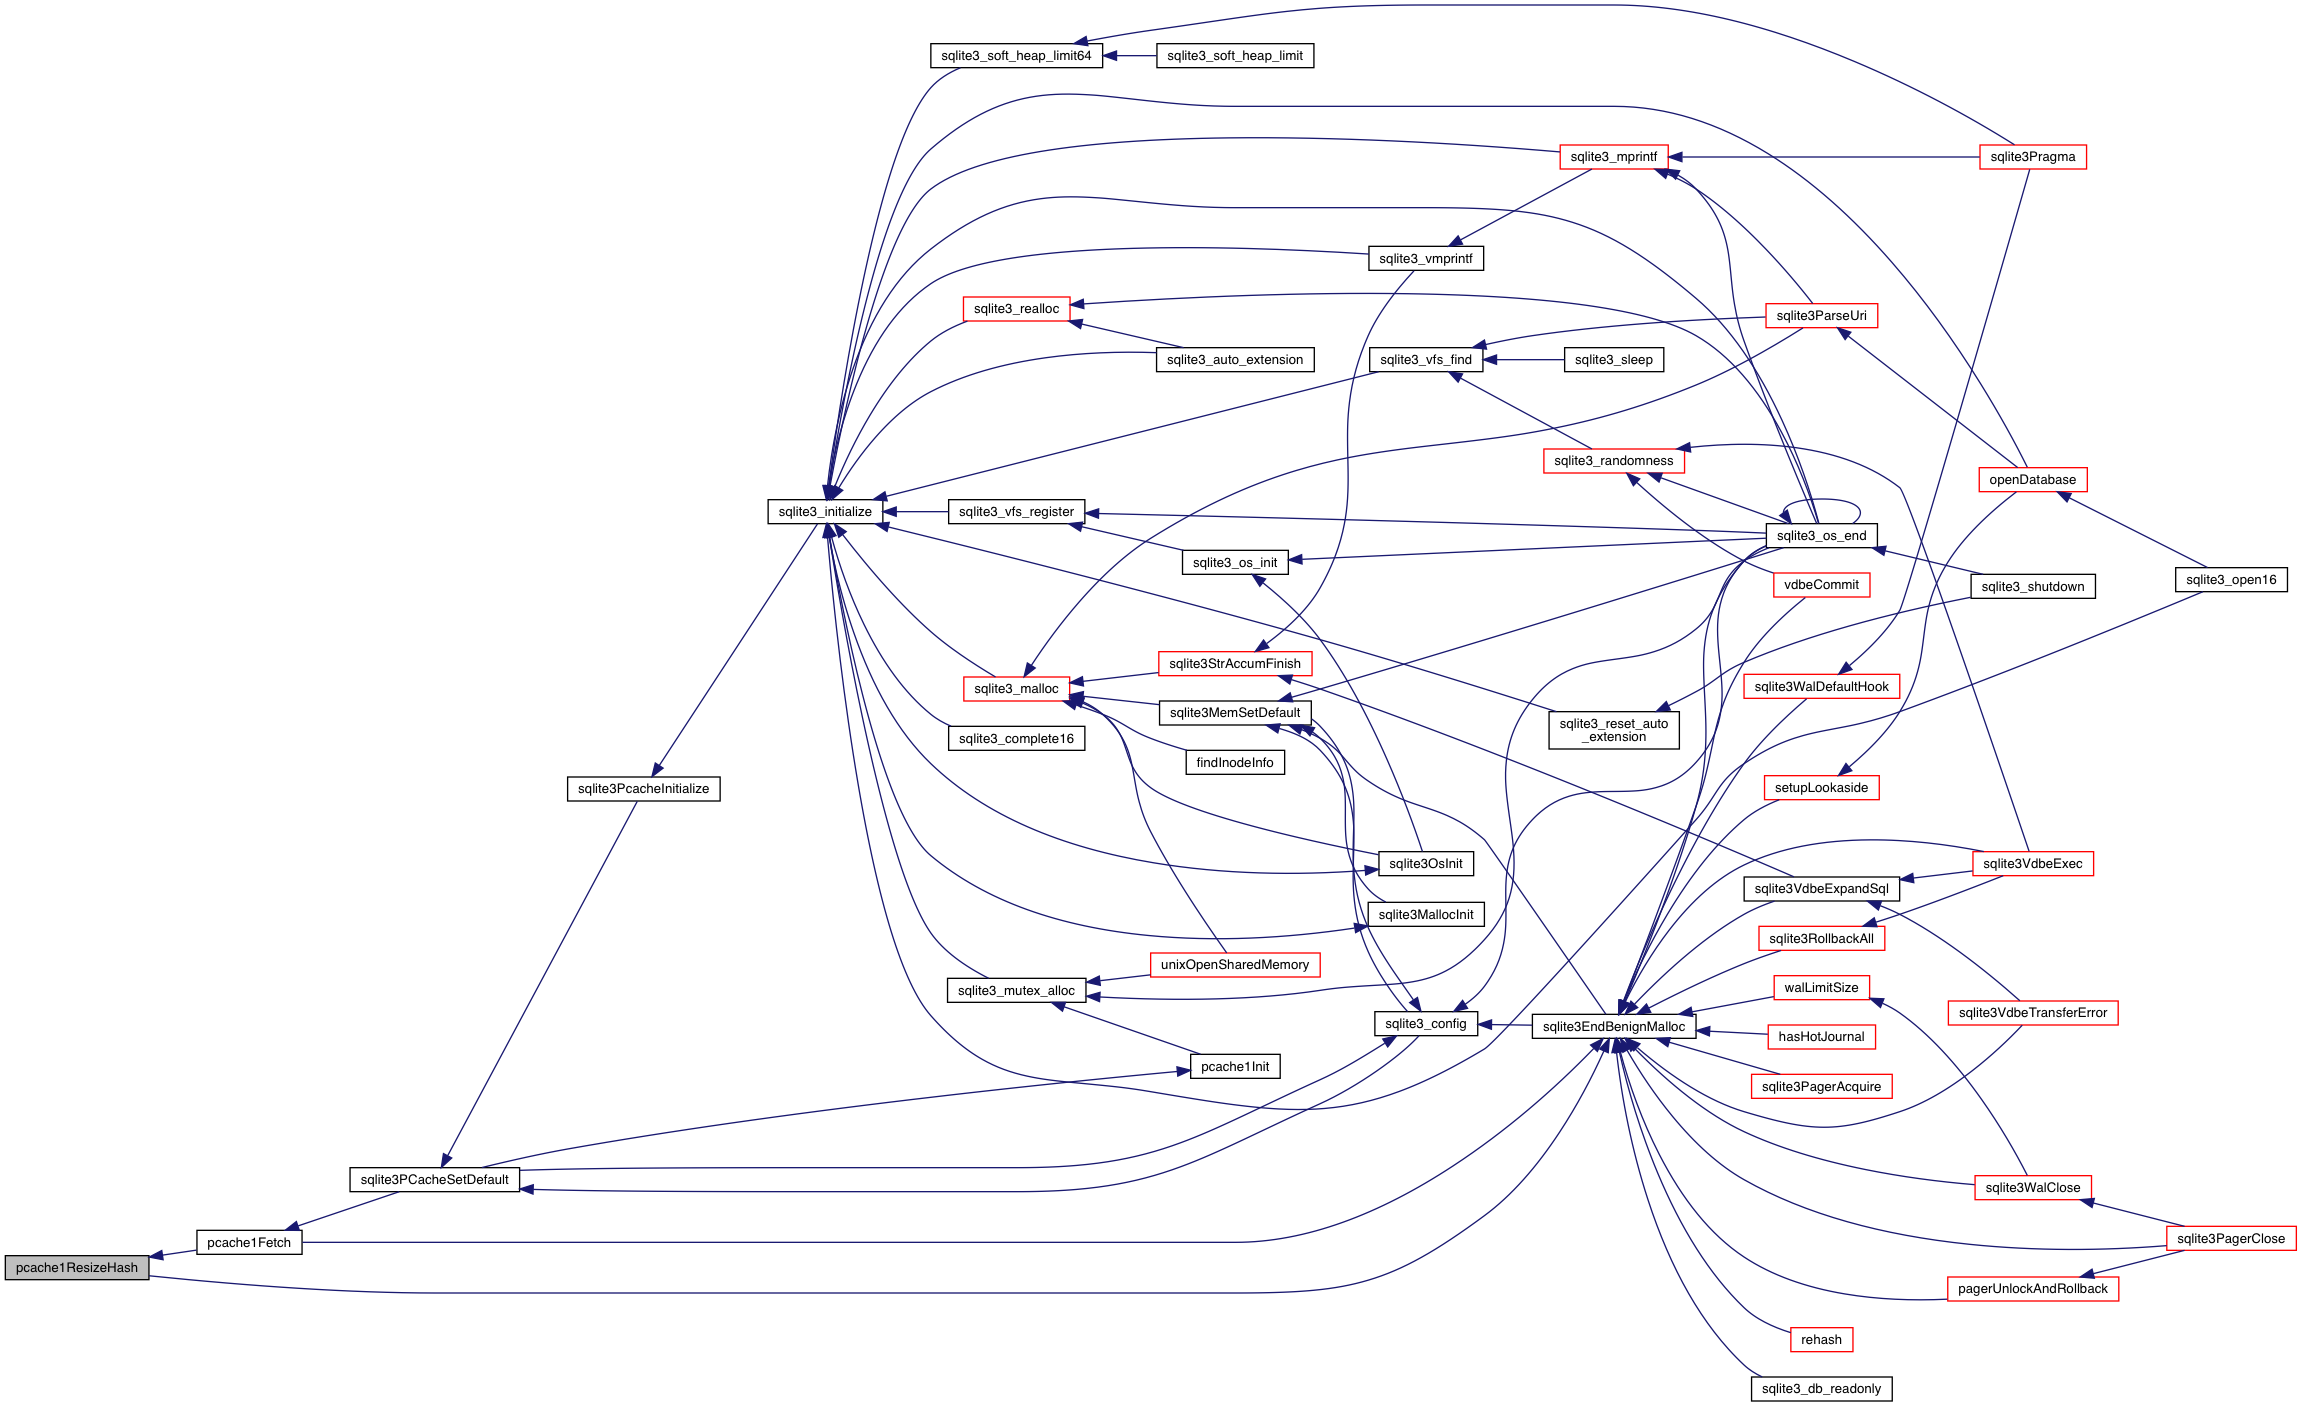 sqlite3_soft_heap_limit64
sqlite3_soft_heap_limit
sqlite3_mprintf
sqlite3Pragma
sqlite3_vmprintf
sqlite3_realloc
sqlite3ParseUri
sqlite3_auto_extension
sqlite3_vfs_find
sqlite3_sleep
sqlite3_randomness
openDatabase
sqlite3_initialize
sqlite3_vfs_register
sqlite3_os_end
sqlite3_os_init
vdbeCommit
sqlite3_shutdown
sqlite3_open16
sqlite3StrAccumFinish
sqlite3_malloc
sqlite3WalDefaultHook
sqlite3MemSetDefault
sqlite3_reset_auto
_extension
sqlite3_complete16
findInodeInfo
sqlite3PcacheInitialize
setupLookaside
sqlite3OsInit
sqlite3VdbeExec
sqlite3VdbeExpandSql
sqlite3MallocInit
sqlite3RollbackAll
unixOpenSharedMemory
sqlite3_mutex_alloc
walLimitSize
sqlite3VdbeTransferError
sqlite3_config
sqlite3EndBenignMalloc
hasHotJournal
pcache1Init
sqlite3PagerAcquire
sqlite3PCacheSetDefault
sqlite3WalClose
pcache1Fetch
sqlite3PagerClose
pcache1ResizeHash
pagerUnlockAndRollback
rehash
sqlite3_db_readonly